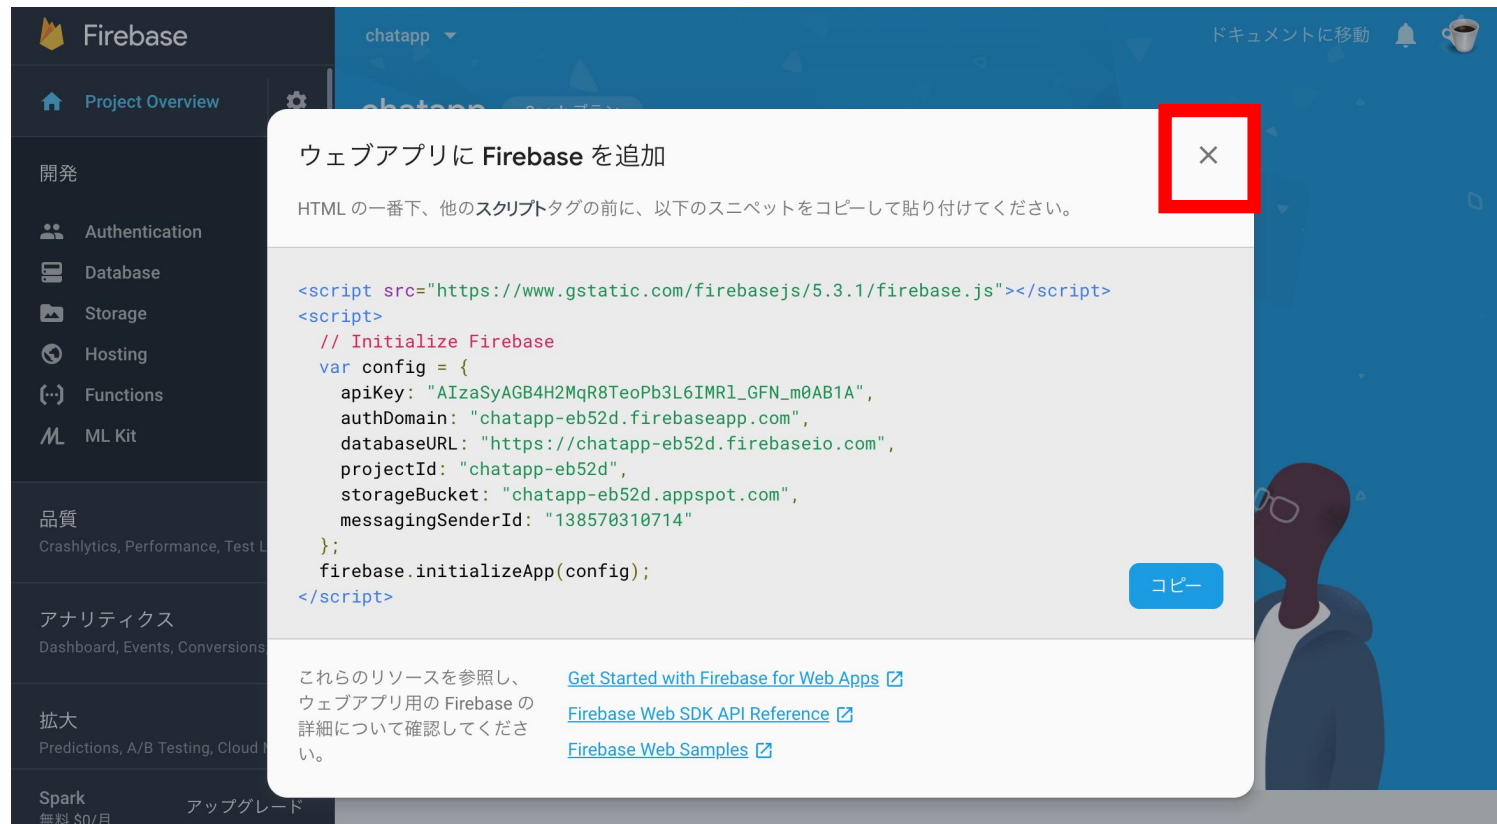 Firebase
chatapp
ドキュメントに移動
Project Overview
chatapp
開発
Authentication
Database
Storage
Hosting
Functions
ML Kit
品質
Crashlytics, Performance, Test L
アナリティクス
Dashboard, Events, Conversions,
拡大
Predictions, A/B Testing, Cloud
Spark
無料 $0/月
アップグレード
ウェブアプリに Firebase を追加
HTML の一番下、他のスクリプトタグの前に、以下のスニペットをコピーして貼り付けてください。
<script src="https://www.gstatic.com/firebasejs/5.3.1/firebase.js"></script>
<script>
// Initialize Firebase
var config = {
apiKey: "AIzaSyAGB4H2MqR8TeoPb3L6IMRl_GFN_m0AB1A",
authDomain: "chatapp-eb52d.firebaseapp.com",
databaseURL: "https://chatapp-eb52d.firebaseio.com",
projectId: "chatapp-eb52d",
storageBucket: "chatapp-eb52d.appspot.com",
messagingSenderId: "138570310714"
};
firebase.initializeApp(config);
</script>
コピー
これらのリソースを参照し、
ウェブアプリ用の Firebase の
詳細について確認してくださ
い。
Get Started with Firebase for Web Apps
Firebase Web SDK API Reference
Firebase Web Samples